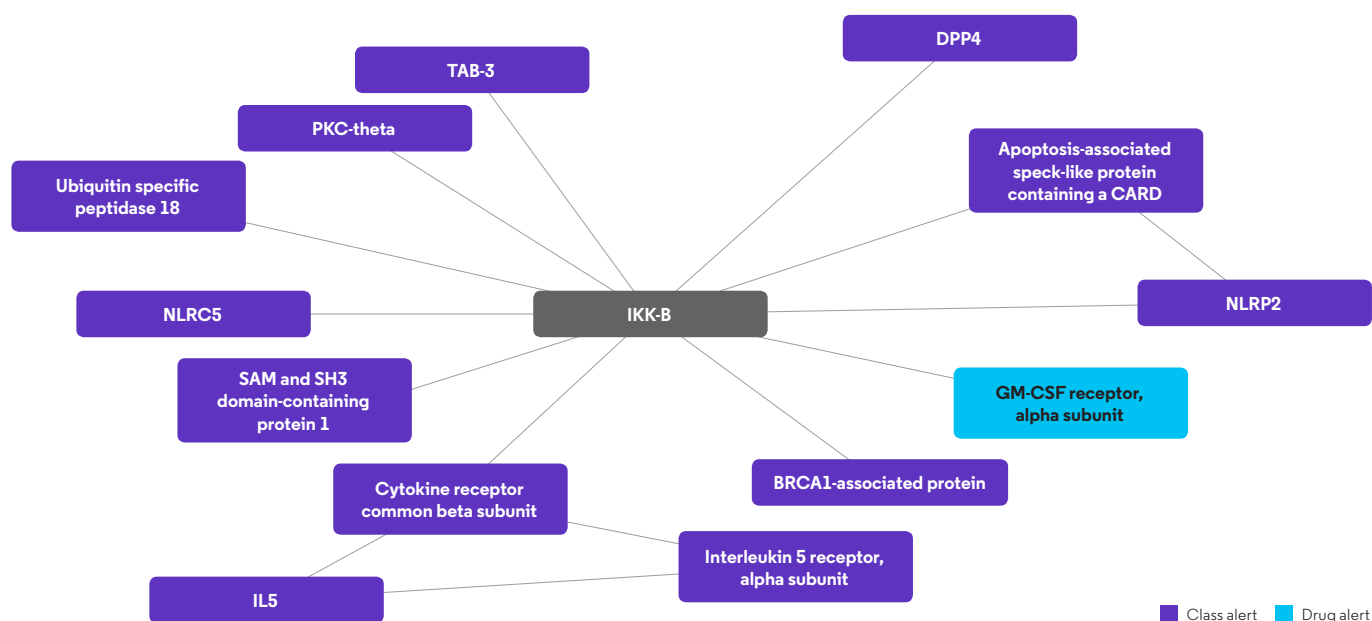 DPP4
TAB-3
PKC-theta
Apoptosis-associated
speck-like protein
containing a CARD
Ubiquitin specific
peptidase 18
NLRP2
NLRC5
IKK-B
SAM and SH3
domain-containing
protein 1
GM-CSF receptor,
alpha subunit
Cytokine receptor
common beta subunit
BRCA1-associated protein
Interleukin 5 receptor,
alpha subunit
IL5
Class alert
Drug alert